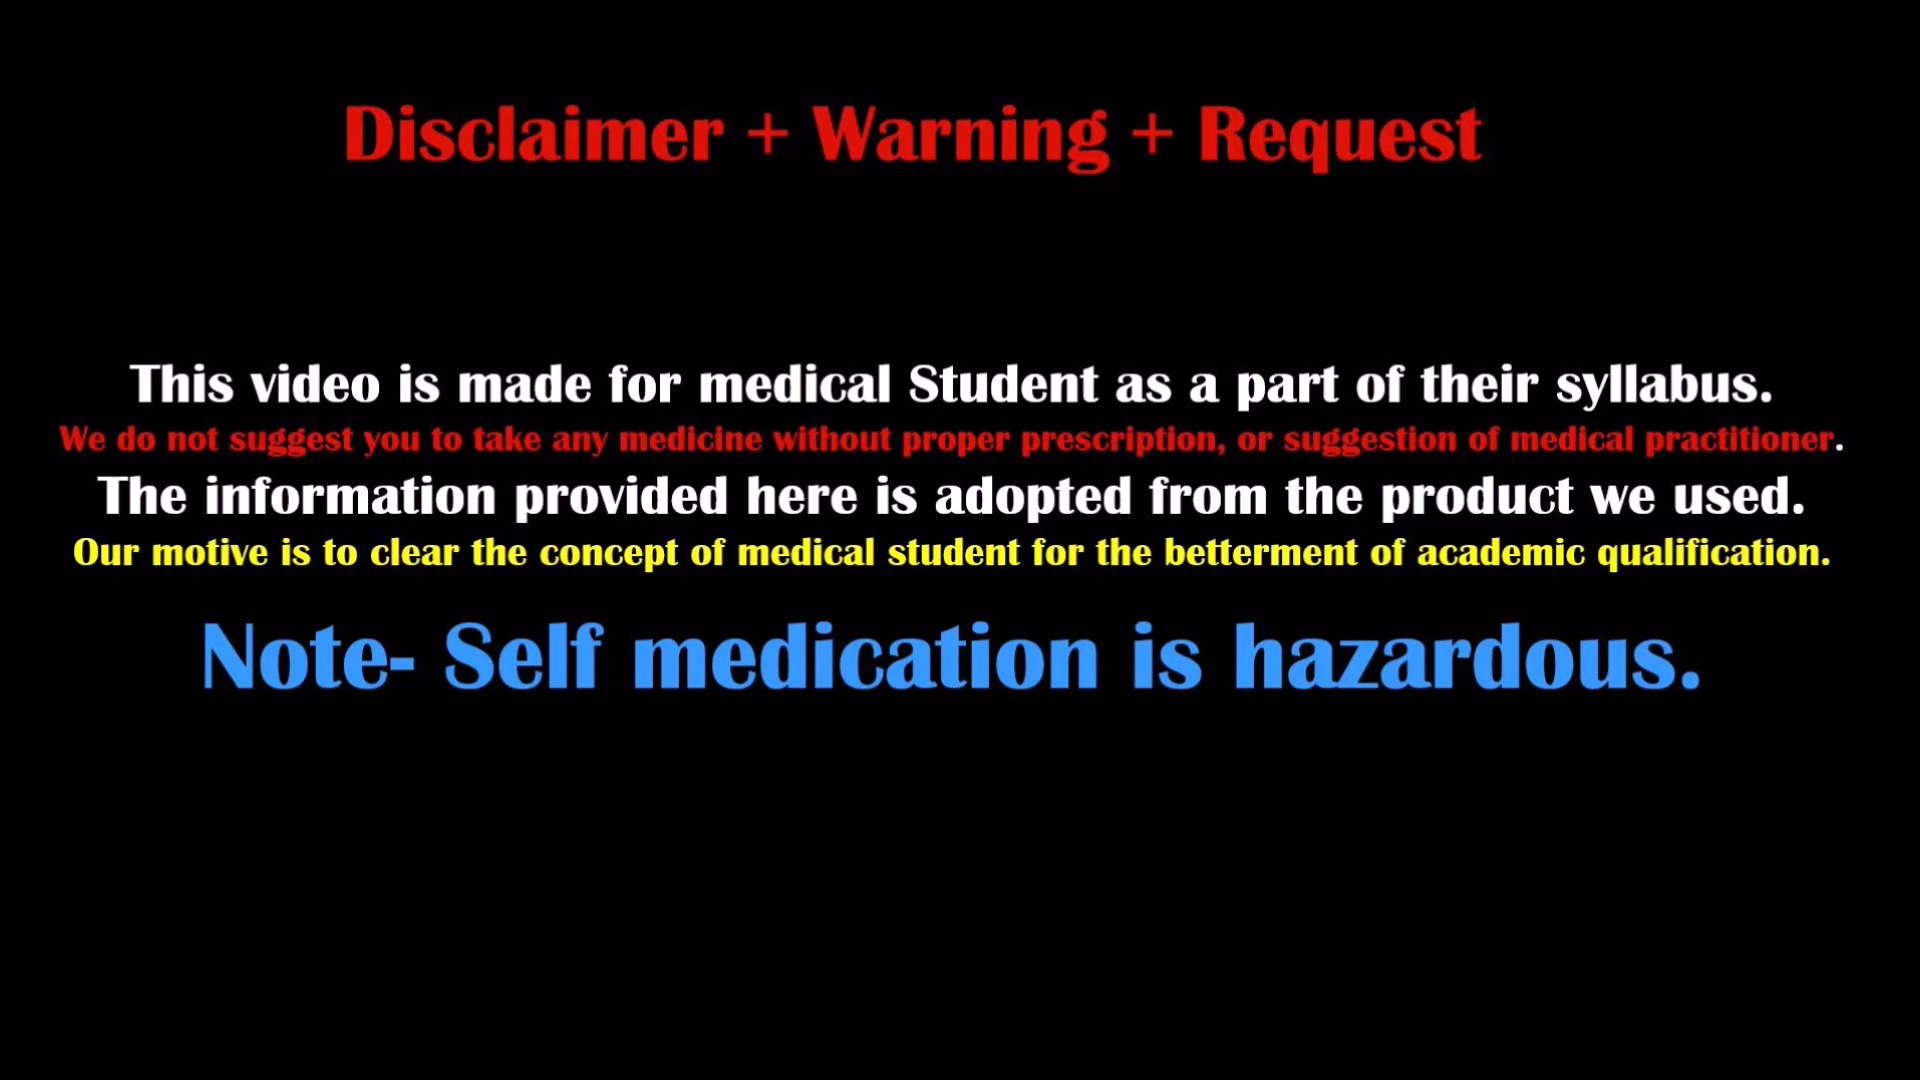 Disclaimer + Warning + Request
This video is made for medical Student as a part of their syllabus.
We do not suggest you to take any medicine without proper prescription, or suggestion of medical practitioner.
The information provided here is adopted from the product we used.
Our motive is to clear the concept of medical student for the betterment of academic qualification.
Note- Self medication is hazardous.